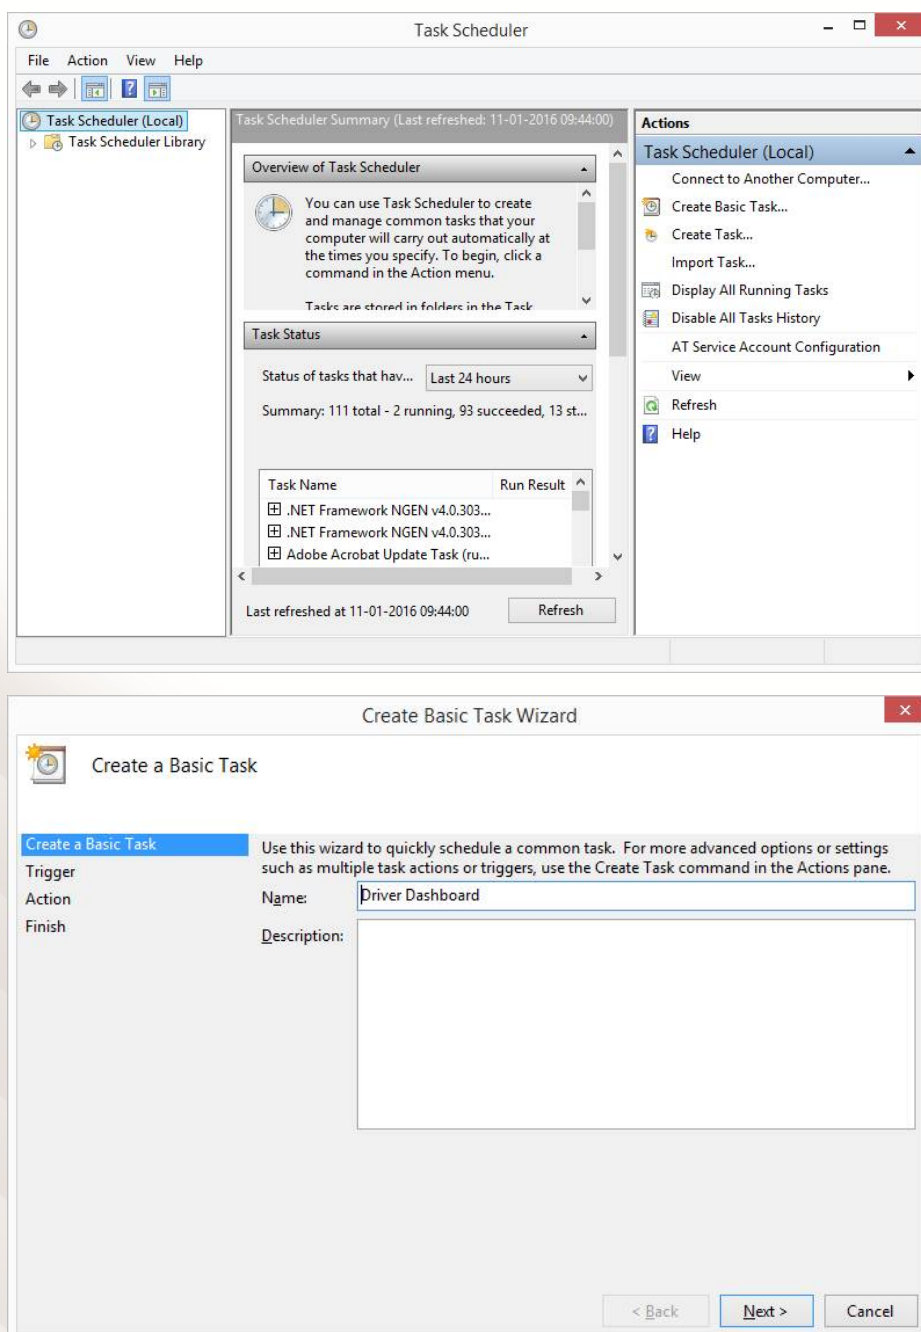 Task Scheduler
File Action View Help
Task Scheduler (Local)
Task Scheduler Library
Task Scheduler Summary (Last refreshed: 11-01-2016 09:44:00)
Overview of Task Scheduler
You can use Task Scheduler to create
and manage common tasks that your
computer will carry out automatically at
the times you specify. To begin, click a
command in the Action menu.
Tasks are stored in folders in the Task
Task Status
Status of tasks that hav... Last 24 hours
Summary: 111 total - 2 running, 93 succeeded, 13 st...
Task Name Run Result
.NET Framework NGEN v4.0.303...
.NET Framework NGEN v4.0.303...
Adobe Acrobat Update Task (ru...
Last refreshed at 11-01-2016 09:44:00 Refresh
Actions
Task Scheduler (Local)
Connect to Another Computer...
Create Basic Task...
Create Task...
Import Task...
Display All Running Tasks
Disable All Tasks History
AT Service Account Configuration
View
Refresh
Help
Create Basic Task Wizard
Create a Basic Task
Create a Basic Task
Trigger
Action
Finish
Use this wizard to quickly schedule a common task. For more advanced options or settings
such as multiple task actions or triggers, use the Create Task command in the Actions pane.
Name: Driver Dashboard
Description:
< Back Next > Cancel